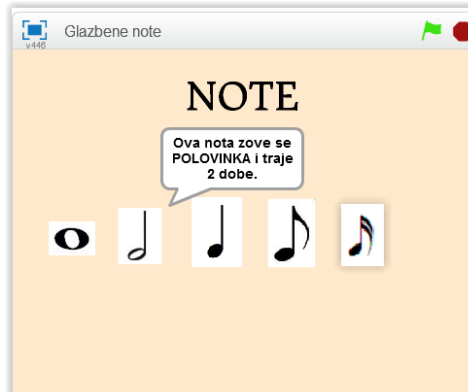 Glazbene note
v446
NOTE
Ova nota zove se
POLOVINKA i traje
2 dobe.